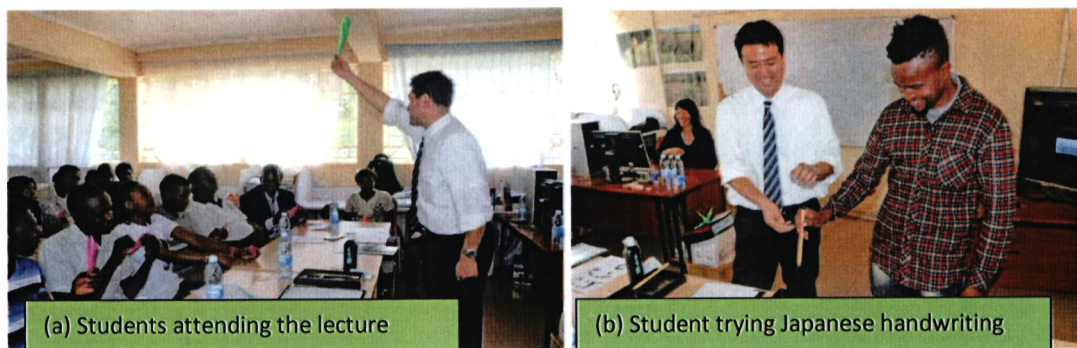 (a) Students attending the lecture
(b) Student trying Japanese handwriting